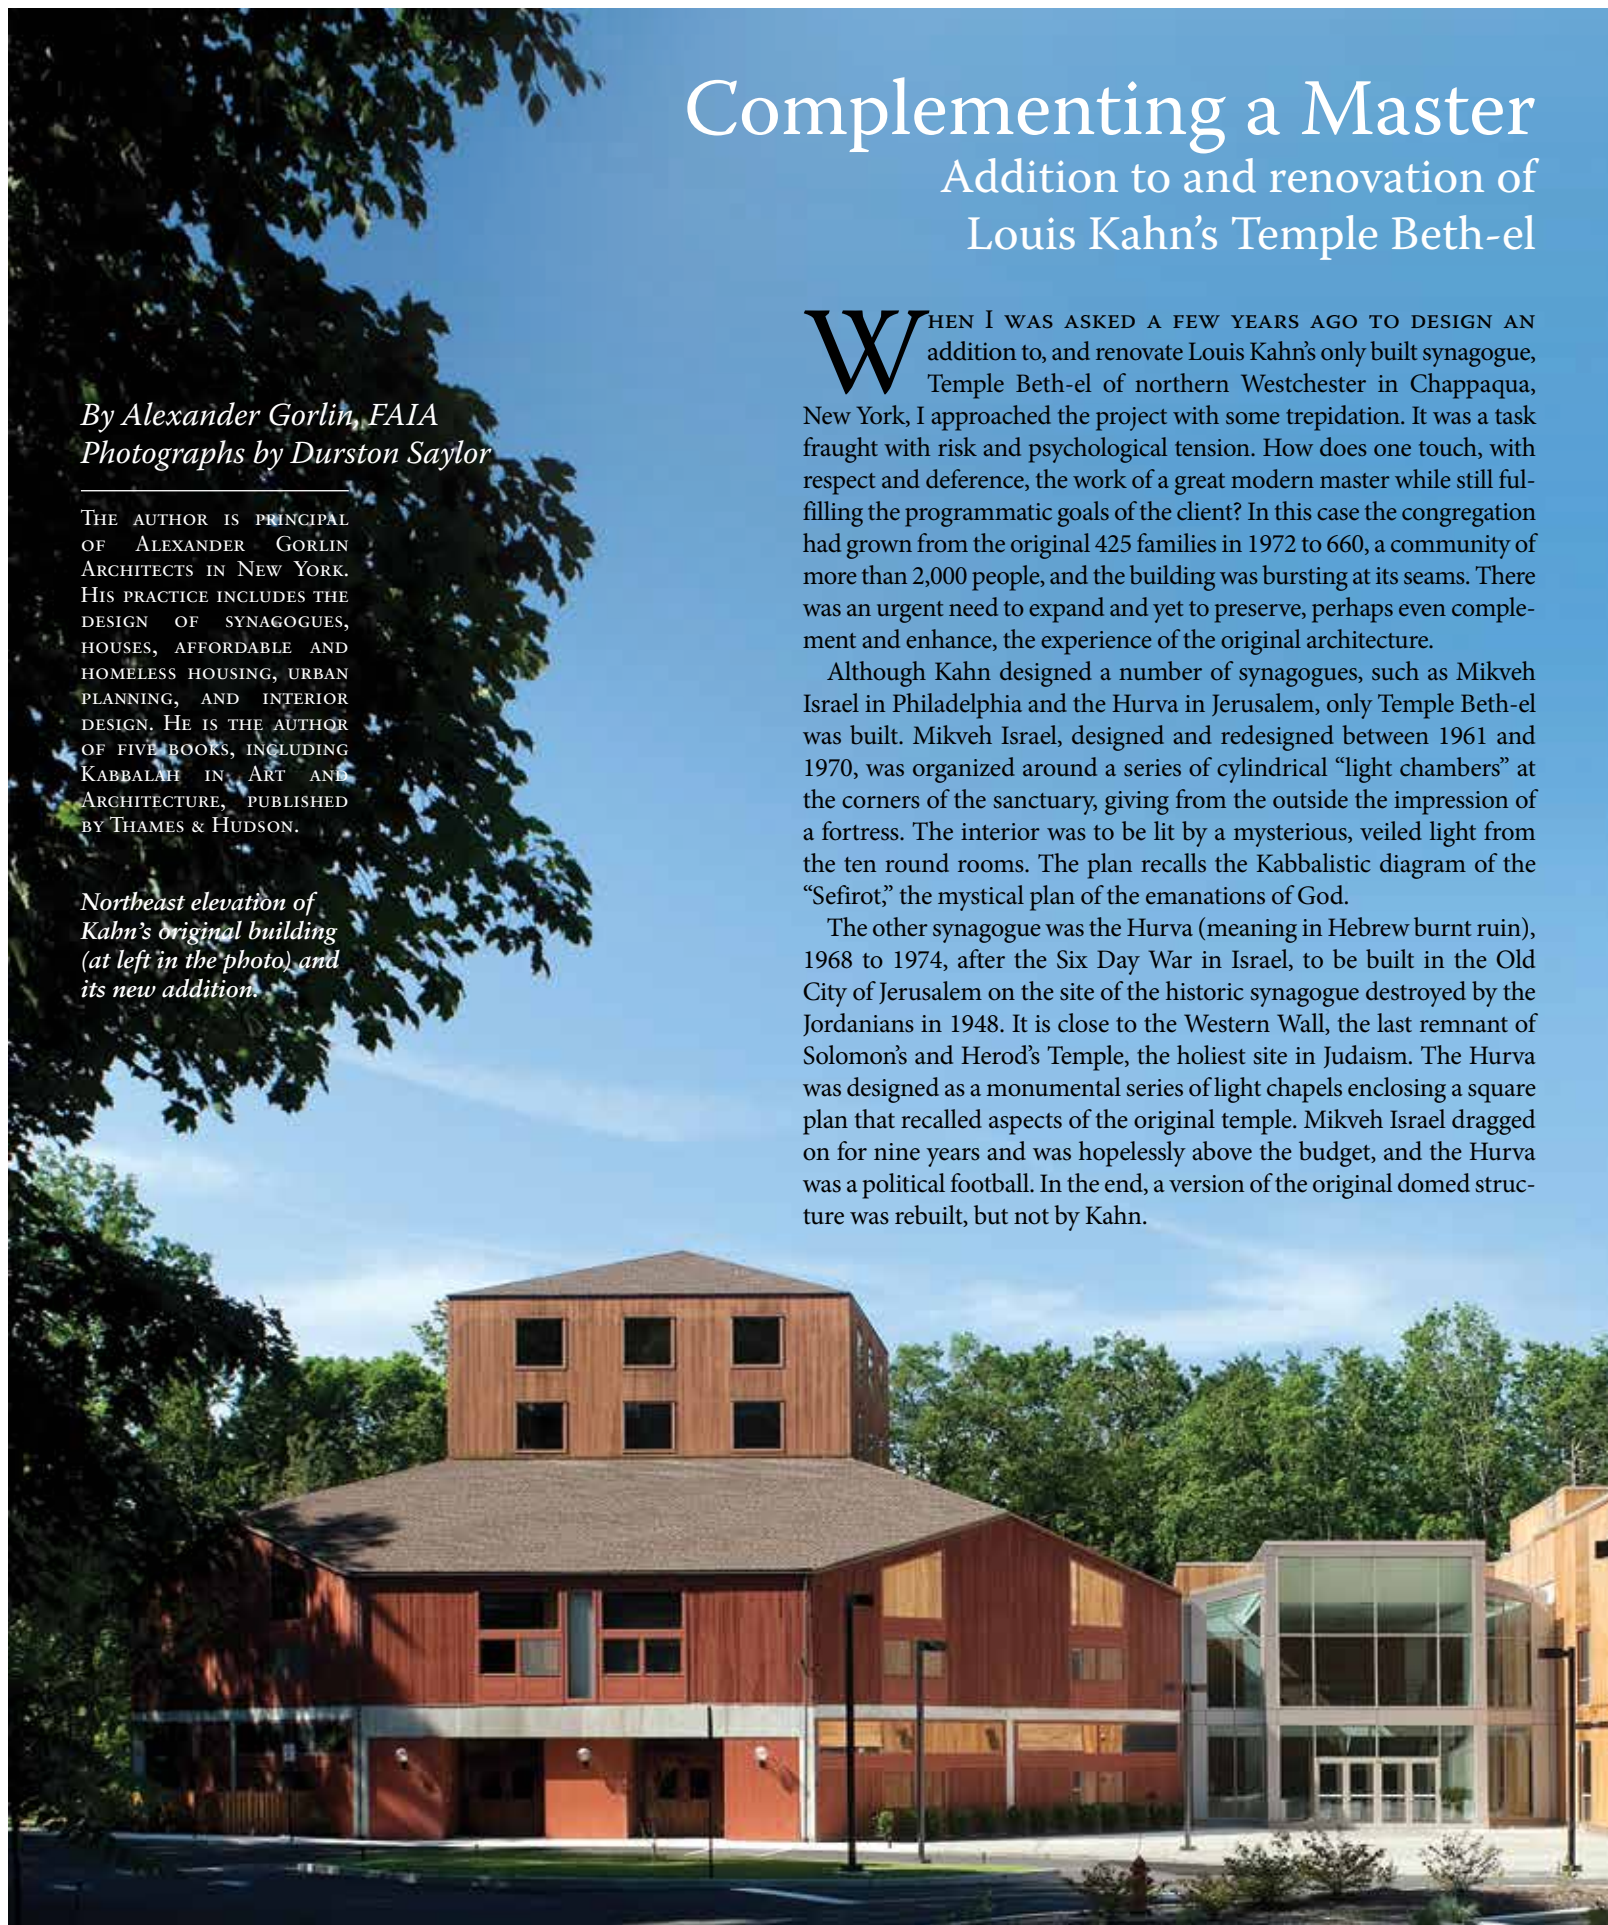 Complementing a Master
Addition to and renovation of
Louis Kahn’s Temple Beth-el
By Alexander Gorlin, FAIA
Photographs by Durston Saylor
The author is principal
of Alexander Gorlin
Architects in New York.
His practice includes the
design of synagogues,
houses, affordable and
homeless housing, urban
planning, and interior
design. He is the author
of five books, including
Kabbalah in Art and
Architecture, published
by Thames & Hudson.
Northeast elevation of
Kahn’s original building
(at left in the photo) and
its new addition.
When I was asked a few years ago to design an
addition to, and renovate Louis Kahn’s only built synagogue,
Temple Beth-el of northern Westchester in Chappaqua,
New York, I approached the project with some trepidation. It was a task
fraught with risk and psychological tension. How does one touch, with
respect and deference, the work of a great modern master while still ful-
filling the programmatic goals of the client? In this case the congregation
had grown from the original 425 families in 1972 to 660, a community of
more than 2,000 people, and the building was bursting at its seams. There
was an urgent need to expand and yet to preserve, perhaps even comple-
ment and enhance, the experience of the original architecture.
Although Kahn designed a number of synagogues, such as Mikveh
Israel in Philadelphia and the Hurva in Jerusalem, only Temple Beth-el
was built. Mikveh Israel, designed and redesigned between 1961 and
1970, was organized around a series of cylindrical “light chambers” at
the corners of the sanctuary, giving from the outside the impression of
a fortress. The interior was to be lit by a mysterious, veiled light from
the ten round rooms. The plan recalls the Kabbalistic diagram of the
“Sefirot,” the mystical plan of the emanations of God.
The other synagogue was the Hurva (meaning in Hebrew burnt ruin),
1968 to 1974, after the Six Day War in Israel, to be built in the Old
City of Jerusalem on the site of the historic synagogue destroyed by the
Jordanians in 1948. It is close to the Western Wall, the last remnant of
Solomon’s and Herod’s Temple, the holiest site in Judaism. The Hurva
was designed as a monumental series of light chapels enclosing a square
plan that recalled aspects of the original temple. Mikveh Israel dragged
on for nine years and was hopelessly above the budget, and the Hurva
was a political football. In the end, a version of the original domed struc-
ture was rebuilt, but not by Kahn.